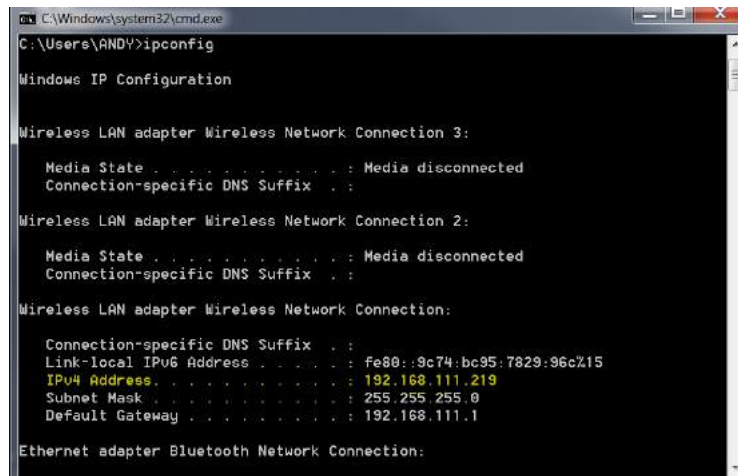 C:\Windows\system32\cmd.exe
C:\Users\ANDY>ipconfig
Windows IP Configuration
Wireless LAN adapter Wireless Network Connection 3:
Media State . . . . . . . . . . . : Media disconnected
Connection-specific DNS Suffix . :
Wireless LAN adapter Wireless Network Connection 2:
Media State . . . . . . . . . . . : Media disconnected
Connection-specific DNS Suffix . :
Wireless LAN adapter Wireless Network Connection:
Connection-specific DNS Suffix . :
Link-local IPv6 Address . . . . . : fe80::9c74:bc95:7829:96c%15
IPv4 Address. . . . . . . . . . . : 192.168.111.219
Subnet Mask . . . . . . . . . . . : 255.255.255.0
Default Gateway . . . . . . . . . : 192.168.111.1
Ethernet adapter Bluetooth Network Connection: